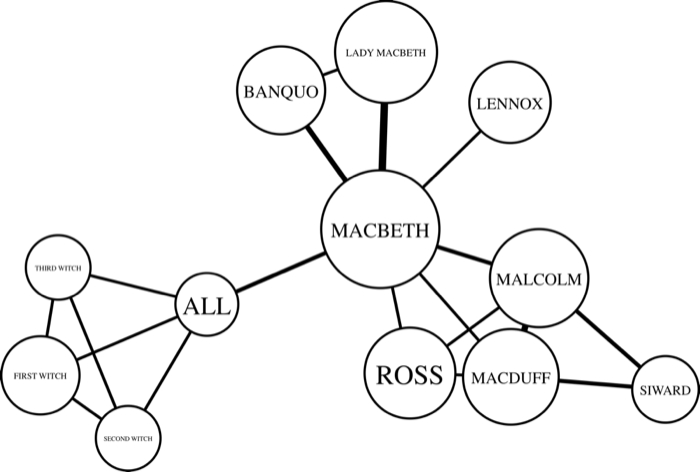 LADY MACBETH
BANQUO
LENNOX
MACBETH
THIRD WITCH
MALCOLM
ALL
FIRST WITCH
ROSS
MACDUFF
SIWARD
SECOND WITCH